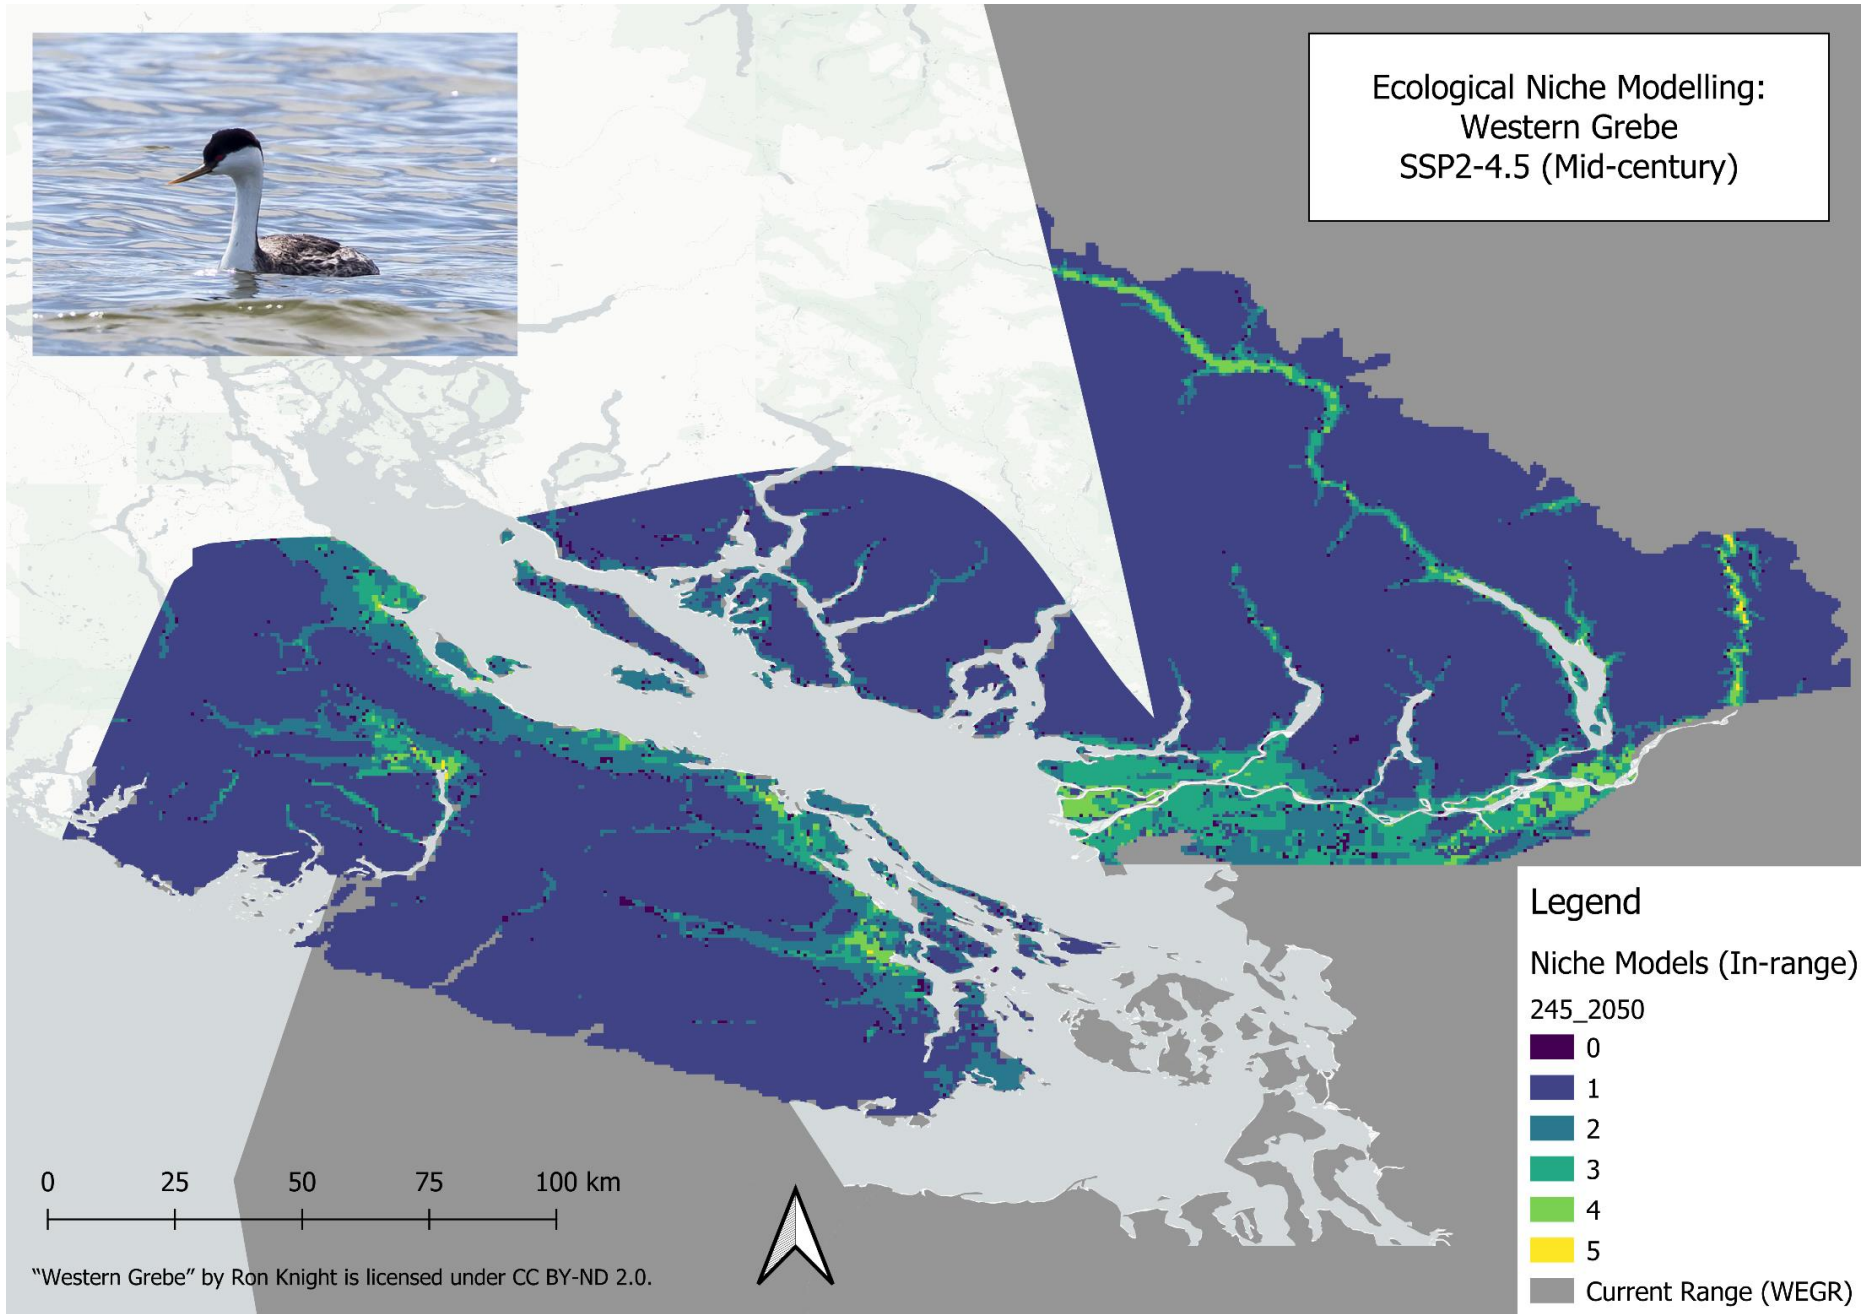 Ecological Niche Modelling:
Western Grebe
SSP2-4.5 (Mid-century)
Legend
Niche Models (In-range)
245_2050
0
1
2
3
4
5
Current Range (WEGR)
0 25 50 75 100 km
“Western Grebe” by Ron Knight is licensed under CC BY-ND 2.0.